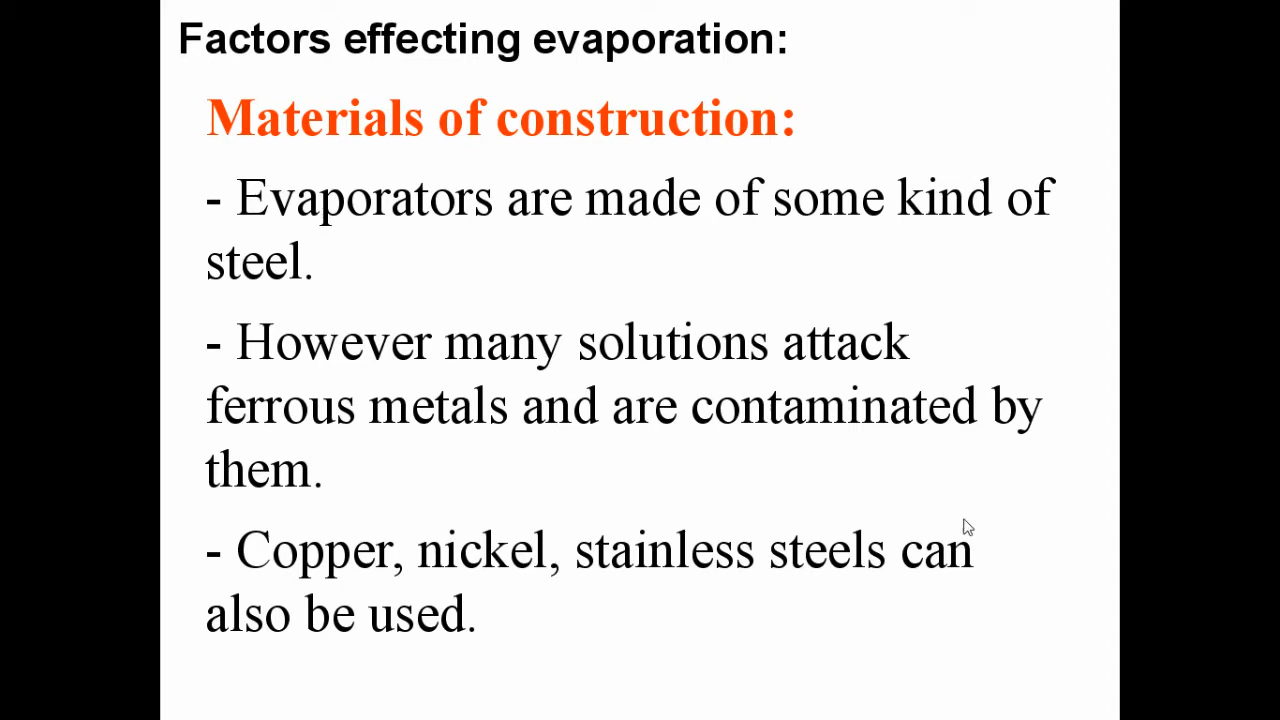 Factors effecting evaporation:
Materials of construction:
- Evaporators are made of some kind of
steel.
- However many solutions attack
ferrous metals and are contaminated by
them.
- Copper, nickel, stainless steels can
also be used.